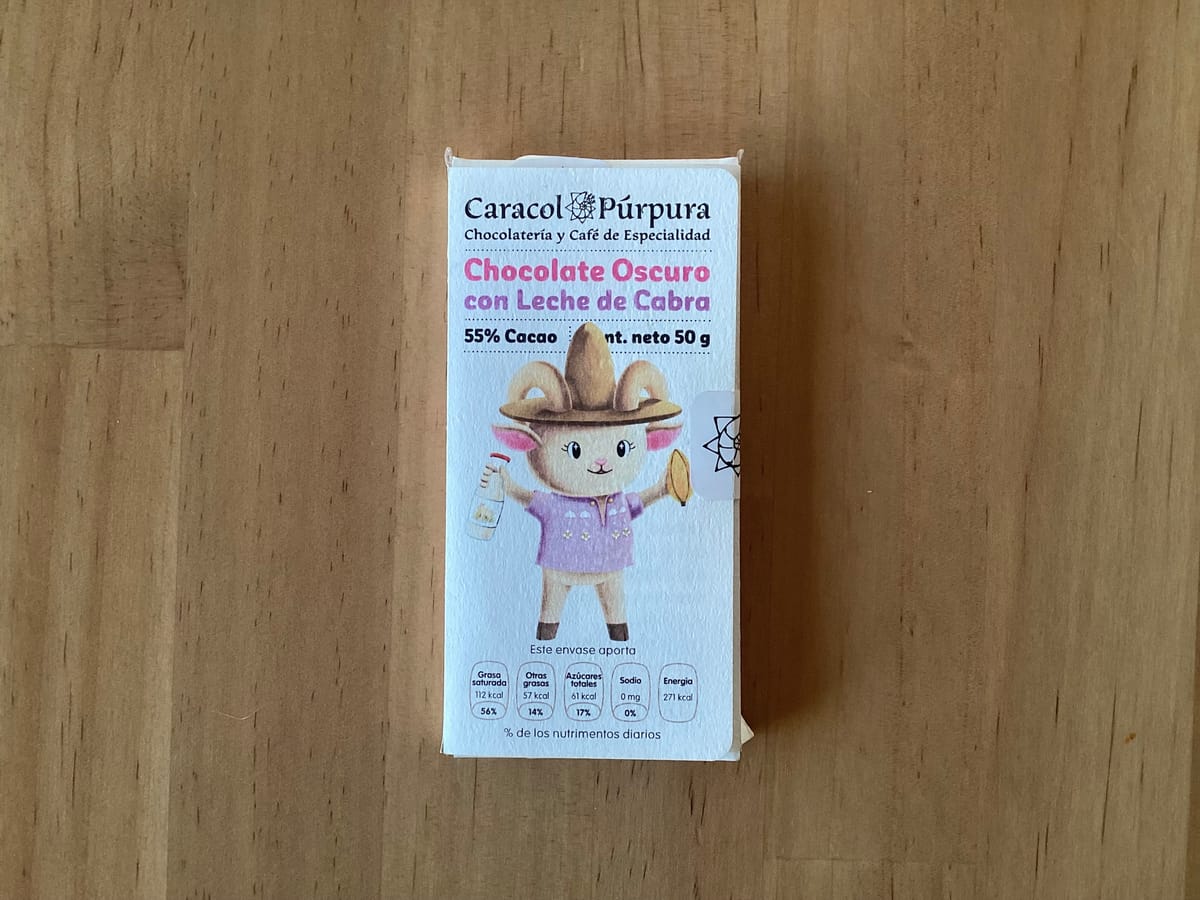 Caracol Púrpura
Chocolatería y Café de Especialidad
Chocolate Oscuro
con Leche de Cabra
55% Cacao nt. neto 50 g
Este envase aporta
Grasa saturada 112 kcal 56%
Otras grasas 57 kcal 14%
Azúcares totales 61 kcal 17%
Sodio 0 mg 0%
Energía 271 kcal
% de los nutrimentos diarios